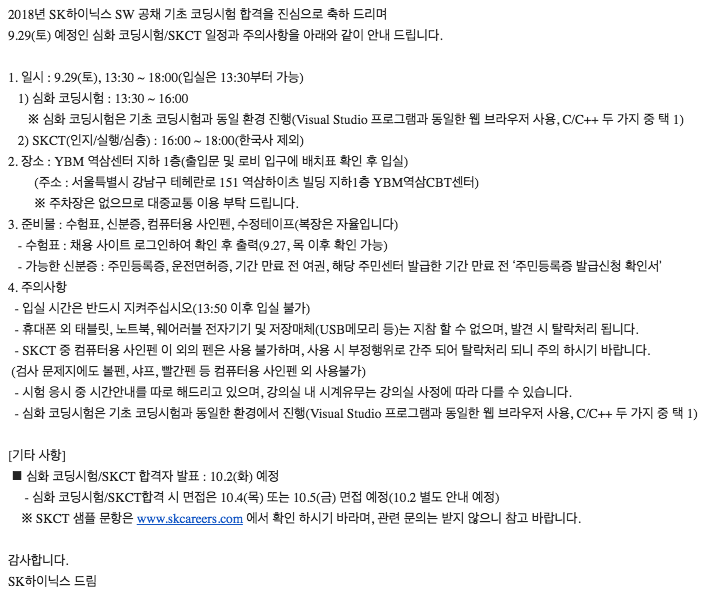 2018년 SK하이닉스 SW 공채 기초 코딩시험 합격을 진심으로 축하 드리며
9.29(토) 예정인 심화 코딩시험/SKCT 일정과 주의사항을 아래와 같이 안내 드립니다.
1. 일시 : 9.29(토), 13:30 ~ 18:00(입실은 13:30부터 가능)
1) 심화 코딩시험 : 13:30 ~ 16:00
※ 심화 코딩시험은 기초 코딩시험과 동일 환경 진행(Visual Studio 프로그램과 동일한 웹 브라우저 사용, C/C++ 두 가지 중 택 1)
2) SKCT(인지/실행/심층) : 16:00 ~ 18:00(한국사 제외)
2. 장소 : YBM 역삼센터 지하 1층(출입문 및 로비 입구에 배치표 확인 후 입실)
(주소 : 서울특별시 강남구 테헤란로 151 역삼하이츠 빌딩 지하1층 YBM역삼CBT센터)
※ 주차장은 없으므로 대중교통 이용 부탁 드립니다.
3. 준비물 : 수험표, 신분증, 컴퓨터용 사인펜, 수정테이프(복장은 자율입니다)
- 수험표 : 채용 사이트 로그인하여 확인 후 출력(9.27, 목 이후 확인 가능)
- 가능한 신분증 : 주민등록증, 운전면허증, 기간 만료 전 여권, 해당 주민센터 발급한 기간 만료 전 ‘주민등록증 발급신청 확인서’
4. 주의사항
- 입실 시간은 반드시 지켜주십시오(13:50 이후 입실 불가)
- 휴대폰 외 태블릿, 노트북, 웨어러블 전자기기 및 저장매체(USB메모리 등)는 지참 할 수 없으며, 발견 시 탈락처리 됩니다.
- SKCT 중 컴퓨터용 사인펜 이 외의 펜은 사용 불가하며, 사용 시 부정행위로 간주 되어 탈락처리 되니 주의 하시기 바랍니다.
(검사 문제지에도 볼펜, 샤프, 빨간펜 등 컴퓨터용 사인펜 외 사용불가)
- 시험 응시 중 시간안내를 따로 해드리고 있으며, 강의실 내 시계유무는 강의실 사정에 따라 다를 수 있습니다.
- 심화 코딩시험은 기초 코딩시험과 동일한 환경에서 진행(Visual Studio 프로그램과 동일한 웹 브라우저 사용, C/C++ 두 가지 중 택 1)
[기타 사항]
■ 심화 코딩시험/SKCT 합격자 발표 : 10.2(화) 예정
- 심화 코딩시험/SKCT합격 시 면접은 10.4(목) 또는 10.5(금) 면접 예정(10.2 별도 안내 예정)
※ SKCT 샘플 문항은 www.skcareers.com 에서 확인 하시기 바라며, 관련 문의는 받지 않으니 참고 바랍니다.
감사합니다.
SK하이닉스 드림